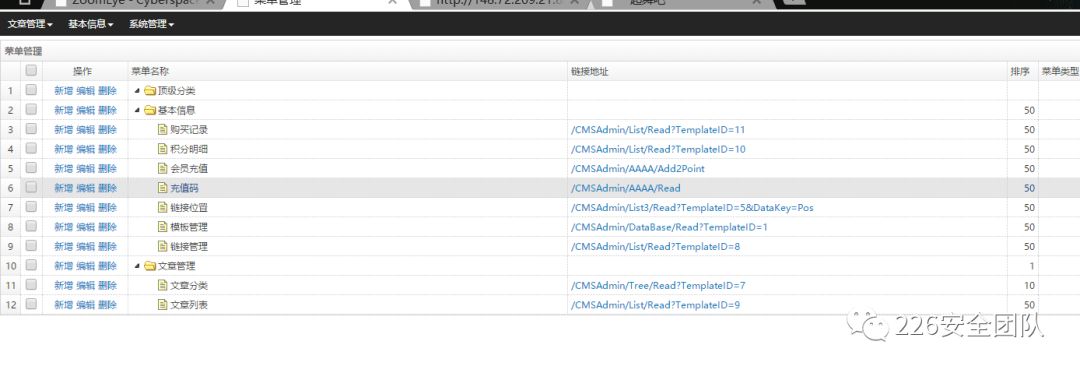 ZoomEye - Cyberspace 菜单管理 http://148.72.209.21:8
文章管理 基本信息 系统管理
菜单管理
操作 菜单名称 链接地址 排序 菜单类型
1 新增 编辑 删除 顶级分类
2 新增 编辑 删除 基本信息 50
3 新增 编辑 删除 购买记录 /CMSAdmin/List/Read?TemplateID=11 50
4 新增 编辑 删除 积分明细 /CMSAdmin/List/Read?TemplateID=10 50
5 新增 编辑 删除 会员充值 /CMSAdmin/AAAA/Add2Point 50
6 新增 编辑 删除 充值码 /CMSAdmin/AAAA/Read 50
7 新增 编辑 删除 链接位置 /CMSAdmin/List3/Read?TemplateID=5&DataKey=Pos 50
8 新增 编辑 删除 模板管理 /CMSAdmin/DataBase/Read?TemplateID=1 50
9 新增 编辑 删除 链接管理 /CMSAdmin/List/Read?TemplateID=8 50
10 新增 编辑 删除 文章管理 1
11 新增 编辑 删除 文章分类 /CMSAdmin/Tree/Read?TemplateID=7 10
12 新增 编辑 删除 文章列表 /CMSAdmin/List/Read?TemplateID=9 50
226安全团队